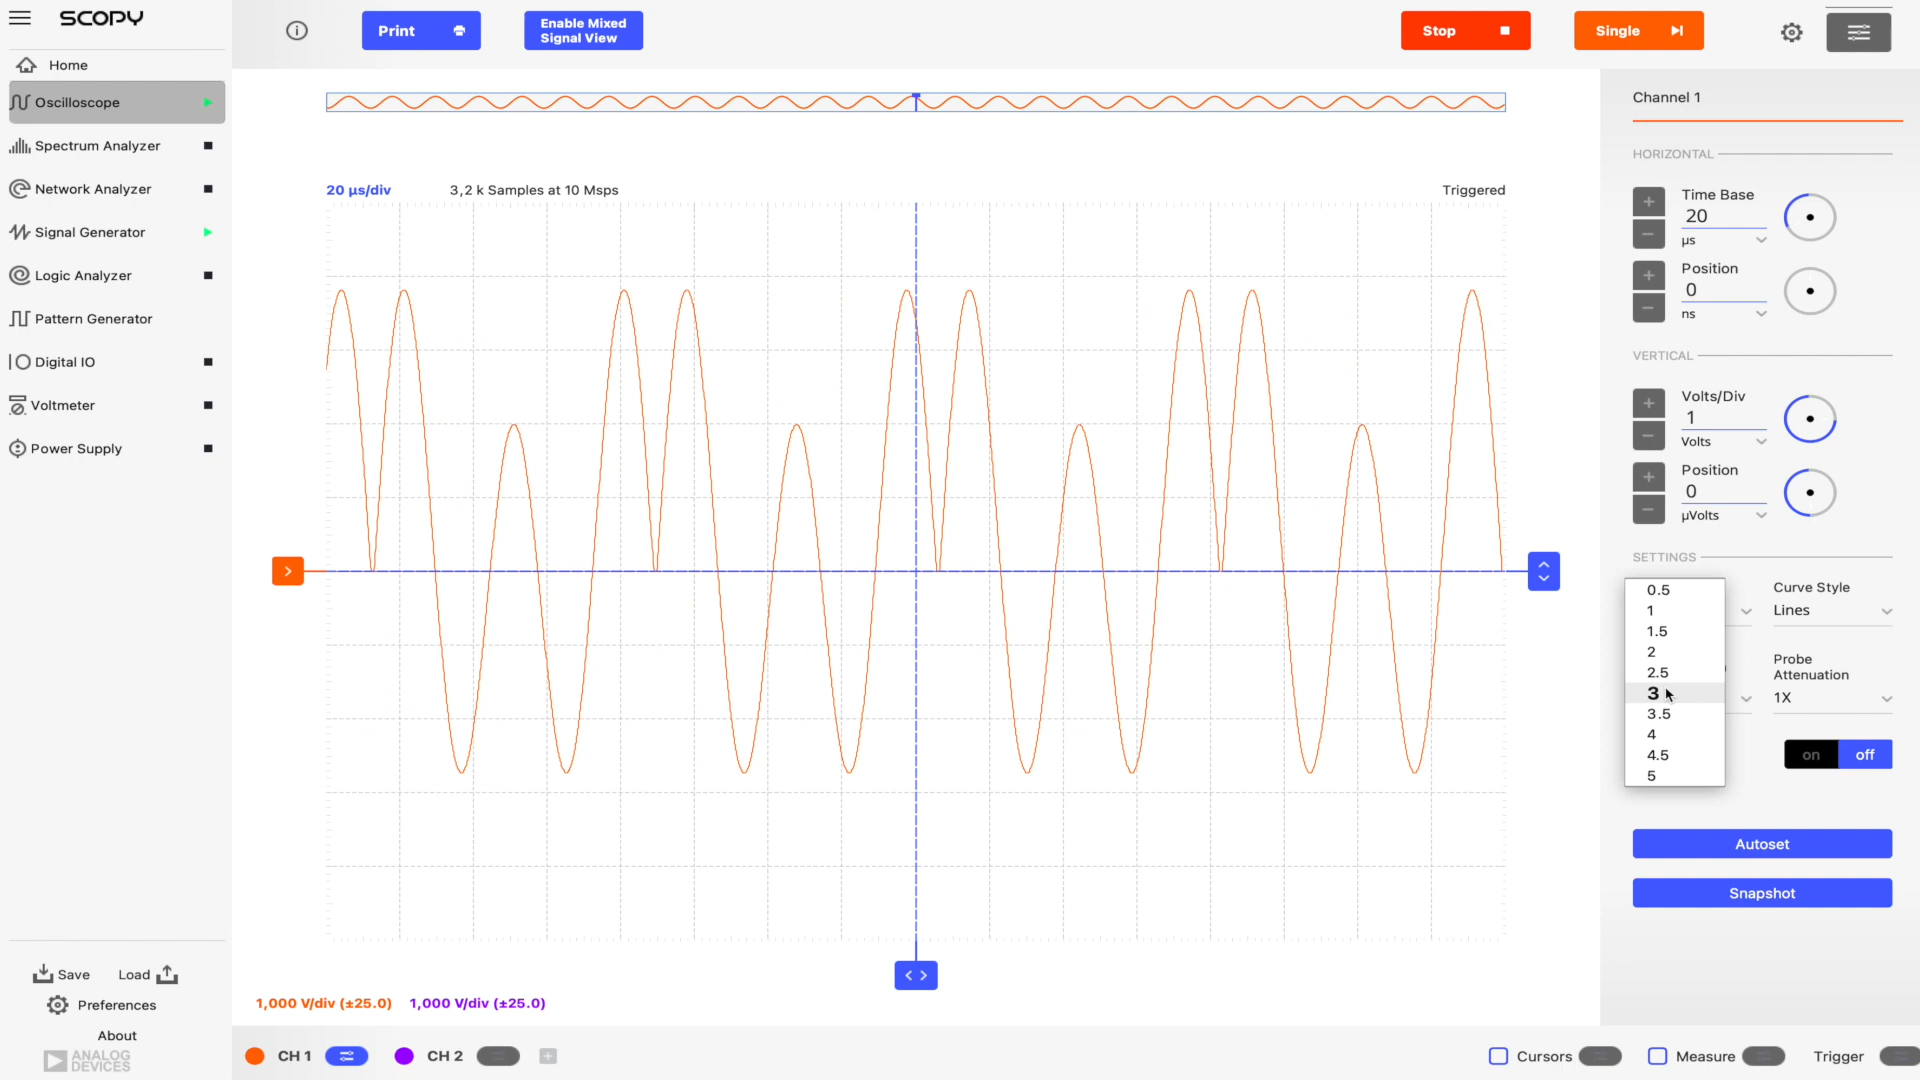 SCOPY
Print
Enable Mixed
Signal View
Stop
Single
Home
Oscilloscope
Spectrum Analyzer
Network Analyzer
Signal Generator
Logic Analyzer
Pattern Generator
Digital IO
Voltmeter
Power Supply
Save
Load
Preferences
About
ANALOG
DEVICES
20 µs/div
3,2 k Samples at 10 Msps
Triggered
1,000 V/div (±25.0)
1,000 V/div (±25.0)
CH 1
CH 2
Cursors
Measure
Trigger
Channel 1
HORIZONTAL
Time Base
20
µs
Position
0
ns
VERTICAL
Volts/Div
1
Volts
Position
0
µVolts
SETTINGS
0.5
1
1.5
2
2.5
3
3.5
4
4.5
5
Curve Style
Lines
Probe
Attenuation
1X
on
off
Autoset
Snapshot